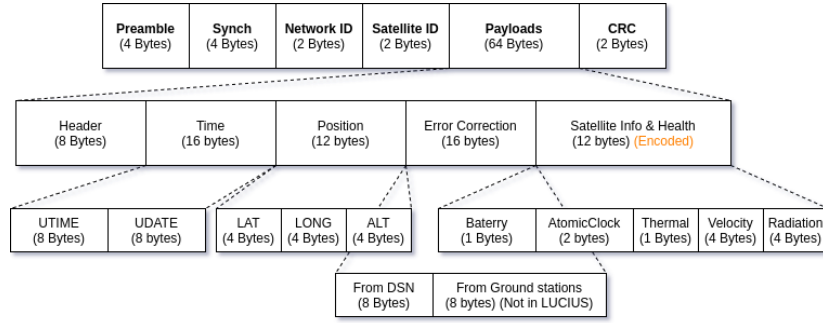 Preamble
(4 Bytes)
Synch
(4 Bytes)
Network ID
(2 Bytes)
Satellite ID
(2 Bytes)
Payloads
(64 Bytes)
CRC
(2 Bytes)
Header
(8 Bytes)
Time
(16 bytes)
Position
(12 bytes)
Error Correction
(16 bytes)
Satellite Info & Health
(12 bytes) (Encoded)
UTIME
(8 Bytes)
UDATE
(8 bytes)
LAT
(4 Bytes)
LONG
(4 Bytes)
ALT
(4 Bytes)
Baterry
(1 Bytes)
AtomicClock
(2 bytes)
Thermal
(1 Bytes)
Velocity
(4 Bytes)
Radiation
(4 Bytes)
From DSN
(8 Bytes)
From Ground stations
(8 bytes) (Not in LUCIUS)